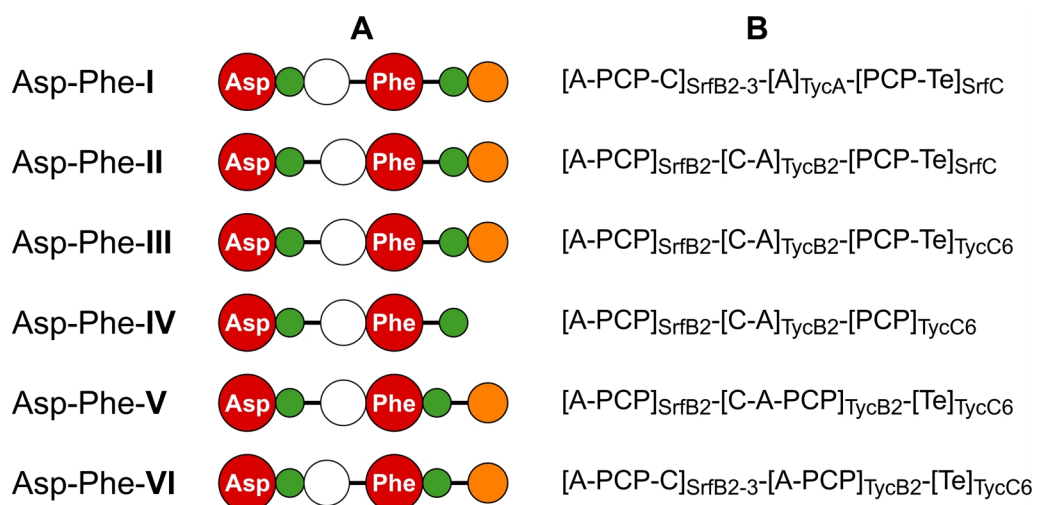 A B
Asp-Phe-I Asp Phe [A-PCP-C]SrfB2-3-[A]TycA-[PCP-Te]SrfC
Asp-Phe-II Asp Phe [A-PCP]SrfB2-[C-A]TycB2-[PCP-Te]SrfC
Asp-Phe-III Asp Phe [A-PCP]SrfB2-[C-A]TycB2-[PCP-Te]TycC6
Asp-Phe-IV Asp Phe [A-PCP]SrfB2-[C-A]TycB2-[PCP]TycC6
Asp-Phe-V Asp Phe [A-PCP]SrfB2-[C-A-PCP]TycB2-[Te]TycC6
Asp-Phe-VI Asp Phe [A-PCP-C]SrfB2-3-[A-PCP]TycB2-[Te]TycC6